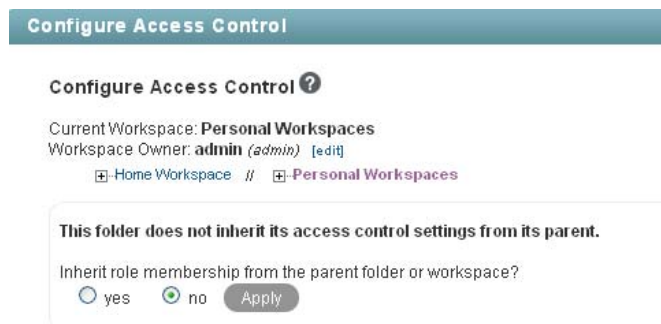 Configure Access Control
Configure Access Control ?
Current Workspace: Personal Workspaces
Workspace Owner: admin (admin) [edit]
Home Workspace // Personal Workspaces
This folder does not inherit its access control settings from its parent.
Inherit role membership from the parent folder or workspace?
yes no Apply